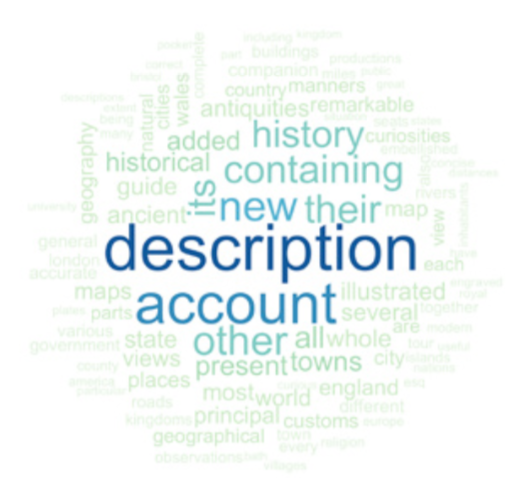 including kingdom
pocket part buildings
correct complete productions
bristol companion miles public
cities wales country manners great
descriptions natural antiquities remarkable
extent situation seats states
being added history curiosities
many embellished
geography historical containing also concise
guide its rivers distances
university ancient new their map view inhabitants
general description each have
london
accurate engraved
maps account illustrated royal
plates parts several together
various state other all whole are modern
government views present towns city tour useful
county islands
america places most world england esq nations
particular curious
roads principal customs different
kingdoms town europe
geographical every religion
observations bath
villages